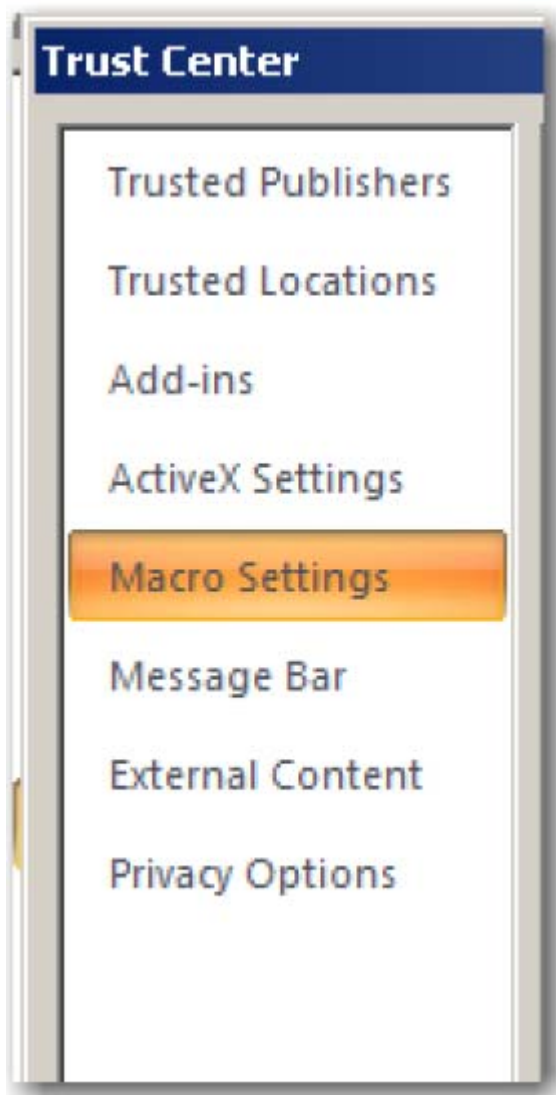 Trust Center
Trusted Publishers
Trusted Locations
Add-ins
ActiveX Settings
Macro Settings
Message Bar
External Content
Privacy Options